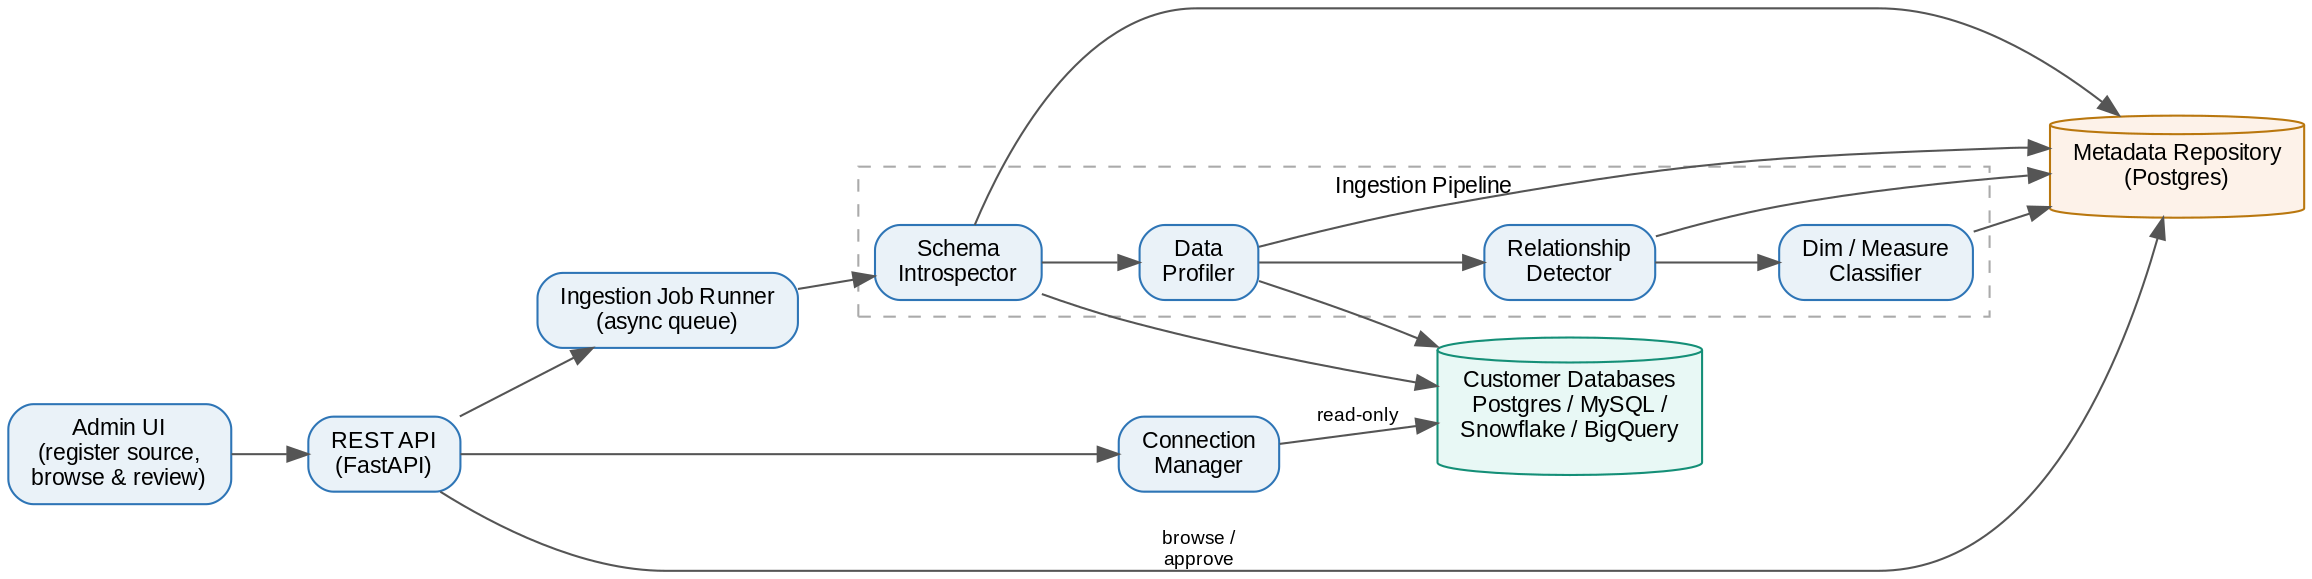 Ingestion Pipeline
Metadata Repository
(Postgres)
Schema
Introspector
Data
Profiler
Relationship
Detector
Dim / Measure
Classifier
Ingestion Job Runner
(async queue)
Customer Databases
Postgres / MySQL /
Snowflake / BigQuery
Admin UI
(register source,
browse & review)
REST API
(FastAPI)
Connection
Manager
read-only
browse /
approve